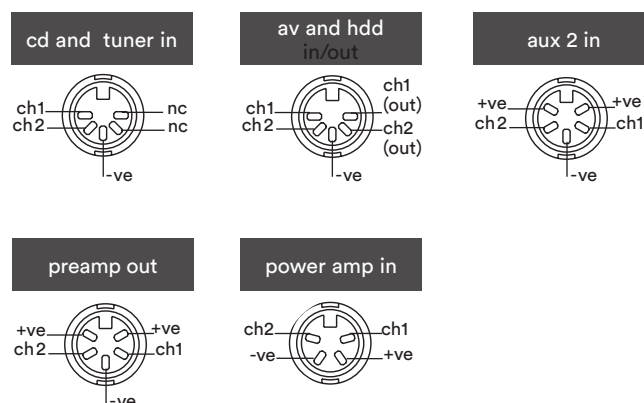 cd and tuner in
ch1
nc
ch2
nc
-ve
av and hdd
in/out
ch1
ch1
(out)
ch2
ch2
(out)
-ve
aux 2 in
+ve
+ve
ch2
ch1
-ve
preamp out
+ve
+ve
ch2
ch1
-ve
power amp in
ch2
ch1
-ve
+ve